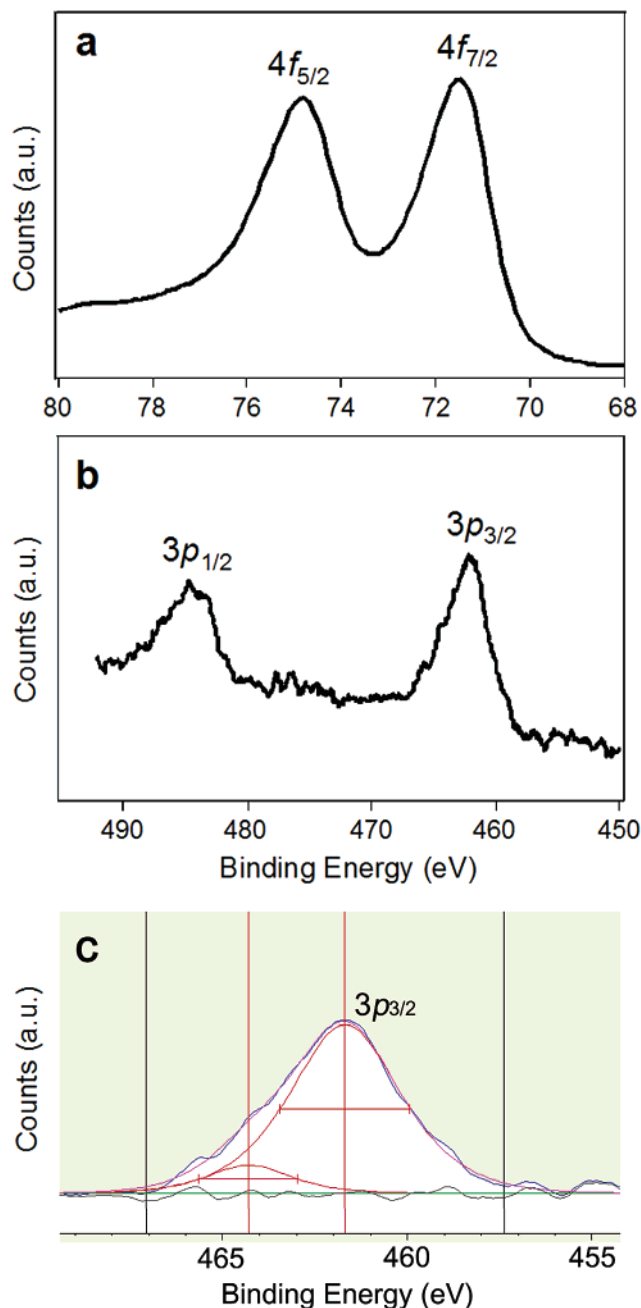 a
4f5/2
4f7/2
Counts (a.u.)
80 78 76 74 72 70 68
b
3p1/2
3p3/2
Counts (a.u.)
490 480 470 460 450
Binding Energy (eV)
C
3p3/2
Counts (a.u.)
465 460 455
Binding Energy (eV)